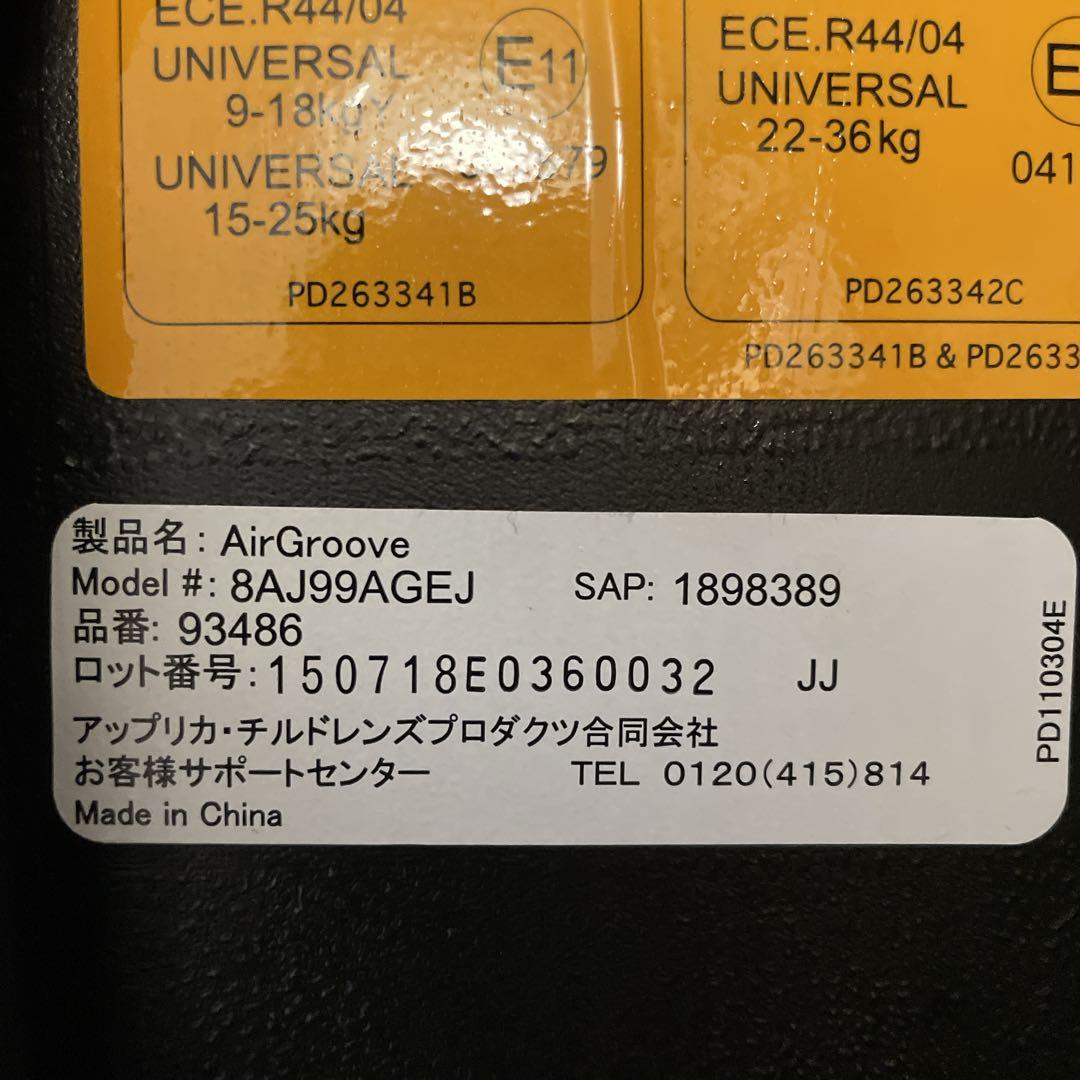 ECE.R44/04
UNIVERSAL
9-18kgY
E11
UNIVERSAL
15-25kg
PD263341B
ECE.R44/04
UNIVERSAL
22-36kg
E
041
PD263342C
PD263341B & PD2633
製品名: AirGroove
Model #: 8AJ99AGEJ SAP: 1898389
品番: 93486
ロット番号:150718E0360032 JJ
アップリカ・チルドレンズプロダクツ合同会社
お客様サポートセンター TEL 0120(415)814
Made in China
PD110304E